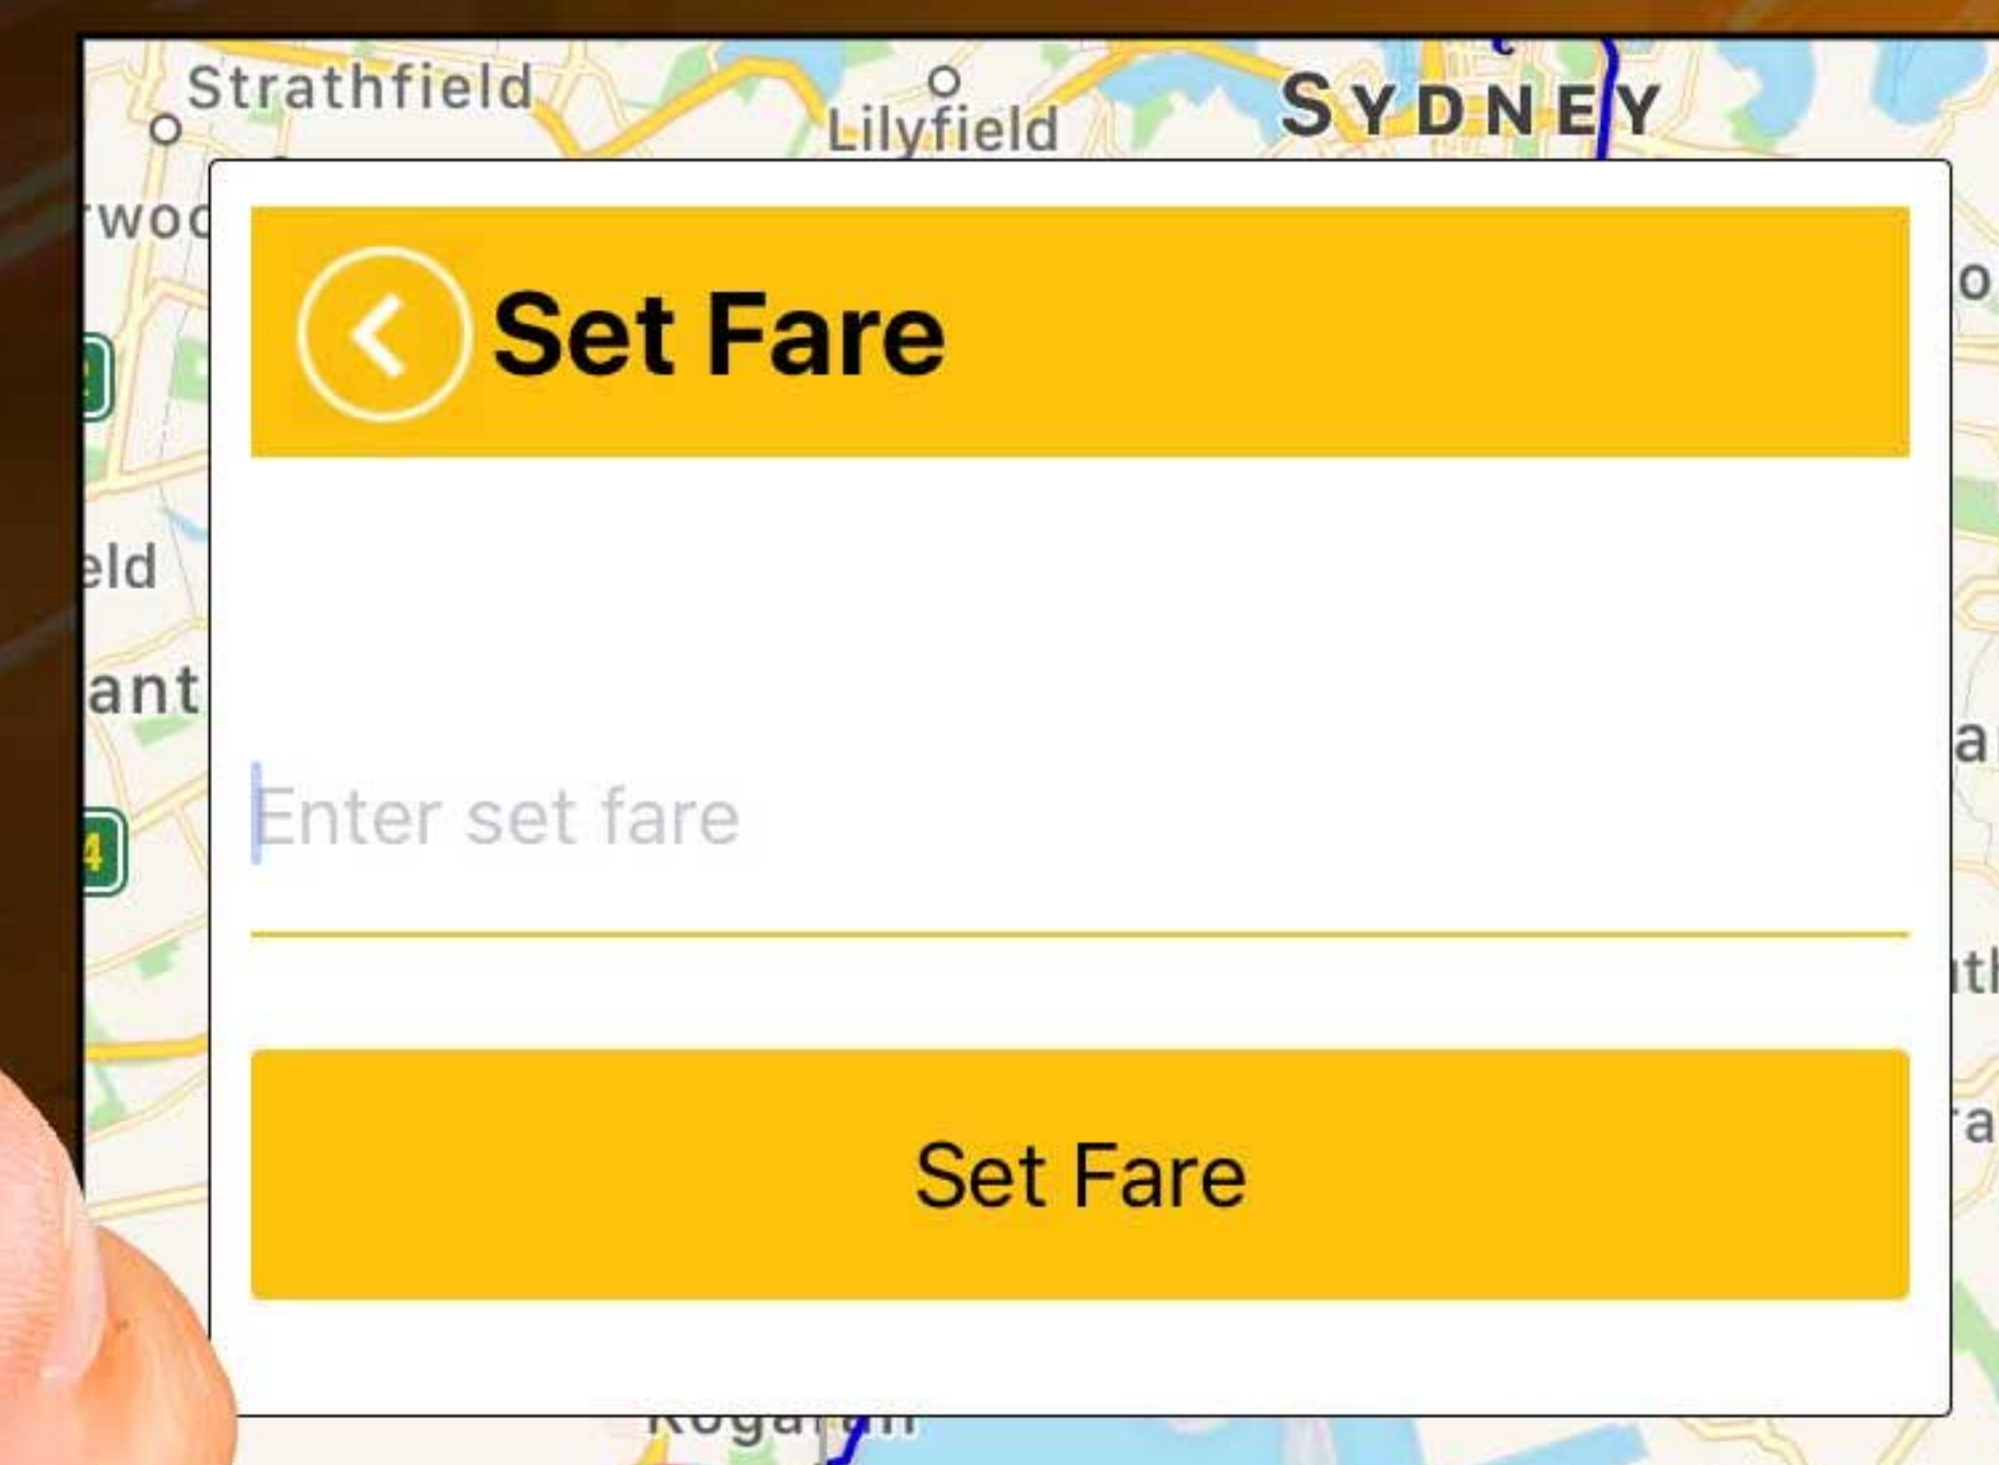 Strathfield
Lilyfield
SYDNEY
Set Fare
Enter set fare
Set Fare